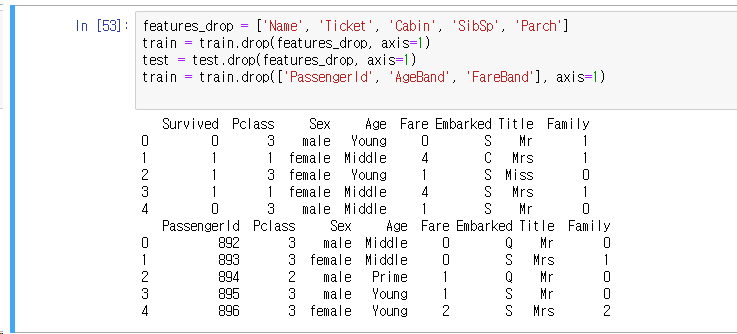 In [53]: features_drop = ['Name', 'Ticket', 'Cabin', 'SibSp', 'Parch']
train = train.drop(features_drop, axis=1)
test = test.drop(features_drop, axis=1)
train = train.drop(['PassengerId', 'AgeBand', 'FareBand'], axis=1)
Survived Pclass Sex Age Fare Embarked Title Family
0 0 3 male Young 0 S Mr 1
1 1 1 female Middle 4 C Mrs 1
2 1 3 female Young 1 S Miss 0
3 1 1 female Middle 4 S Mrs 1
4 0 3 male Middle 1 S Mr 0
PassengerId Pclass Sex Age Fare Embarked Title Family
0 892 3 male Middle 0 Q Mr 0
1 893 3 female Middle 0 S Mrs 1
2 894 2 male Prime 1 Q Mr 0
3 895 3 male Young 1 S Mr 0
4 896 3 female Young 2 S Mrs 2